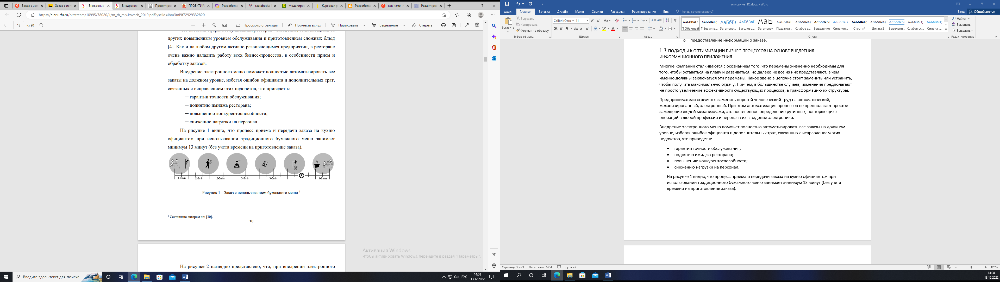 Заказ с исп
Заказ с исп
Внедрение
Внедрение
Проектиро
ПРОЕКТИРО
Разработка
razrabotka_
Моделиров
Курсовая р
Разработка
как измени
Редактиров
https://elar.urfu.ru/bitstream/10995/78020/1/m_th_m.y.kovach_2019.pdf?ysclid=lbm3ml9f72929332820
13 из 90
Просмотр страницы
Прочесть вслух
Нарисовать
Выделение
Стереть
других повышенным уровнем обслуживания и приготовлением сложных блюд
[4]. Как и на любом другом активно развивающимся предприятии, в ресторане
очень важно наладить работу всех бизнес-процессов, в особенности прием и
обработку заказов.
Внедрение электронного меню поможет полностью автоматизировать все
заказы на должном уровне, избегая ошибок официанта и дополнительных трат,
связанных с исправлением этих недочетов, что приведет к:
— гарантии точности обслуживания;
— поднятию имиджа ресторана;
— повышению конкурентоспособности;
— снижению нагрузки на персонал.
На рисунке 1 видно, что процесс приема и передачи заказа на кухню
официантом при использовании традиционного бумажного меню занимает
минимум 13 минут (без учета времени на приготовление заказа).
1-2min 2-3min 2-3min 3-5min 3-5min 1-2min
Рисунок 1 – Заказ с использованием бумажного меню 1
1 Составлено автором по: [30].
10
На рисунке 2 наглядно представлено, что, при внедрении электронного
Активация Windows
Чтобы активировать Windows, перейдите в раздел "Параметры".
Введите здесь текст для поиска
РУС
14:08
13.12.2022
описание ПО.docx - Word
Файл Главная Вставка Дизайн Макет Ссылки Рассылки Рецензирование Вид Что вы хотите сделать?
Вход Общий доступ
Вставить
Вырезать
Копировать
Формат по образцу
Буфер обмена
Calibri (Осно 11
Ж К Ч abc x₂ x²
Шрифт
Абзац
АаБбВвГг, АаБбВвГг, АаБбВı АаБбВвГ Ааb АаБбВвГ АаБбВвГг АаБбВвГг АаБбВвГг АаБбВвГг, АаБбВвГг АаБбВвГг АаБбВвГг, АаБбВвГг,
¶ Обычный ¶ Без инте... Заголово... Заголово... Заголовок Подзагол... Слабое в... Выделение Сильное... Строгий Цитата 2 Выделенн... Слабая сс... Сильная...
Стили
Найти
Заменить
Выделить
Редактирование
o предоставление информации о заказе.
1.3 ПОДХОДЫ К ОПТИМИЗАЦИИ БИЗНЕС-ПРОЦЕССОВ НА ОСНОВЕ ВНЕДРЕНИЯ
ИНФОРМАЦИОННОГО ПРИЛОЖЕНИЯ
Многие компании сталкиваются с осознанием того, что перемены жизненно необходимы для
того, чтобы оставаться на плаву и развиваться, но далеко не все из них представляют, в чем
именно должны заключаться эти перемены. Какое звено в цепочке стоит заменить или устранить,
чтобы получить максимальную отдачу. Причем, в большинстве случаев, изменения предполагают
не просто увеличение эффективности существующих процессов, а трансформацию их структуры.
Предприниматели стремятся заменить дорогой человеческий труд на автоматический,
механизированный, электронный. При этом автоматизация процессов не предполагает простое
замещение людей механизмами, это постепенное определение рутинных, повторяющихся
операций в любой профессии и передача их в ведение электроники.
Внедрение электронного меню поможет полностью автоматизировать все заказы на должном
уровне, избегая ошибок официанта и дополнительных трат, связанных с исправлением этих
недочетов, что приведет к:
• гарантии точности обслуживания;
• поднятию имиджа ресторана;
• повышению конкурентоспособности;
• снижению нагрузки на персонал.
На рисунке 1 видно, что процесс приема и передачи заказа на кухню официантом при
использовании традиционного бумажного меню занимает минимум 13 минут (без учета
времени на приготовление заказа).
Страница 3 из 9 Число слов: 1634 русский
120%
14:08
13.12.2022